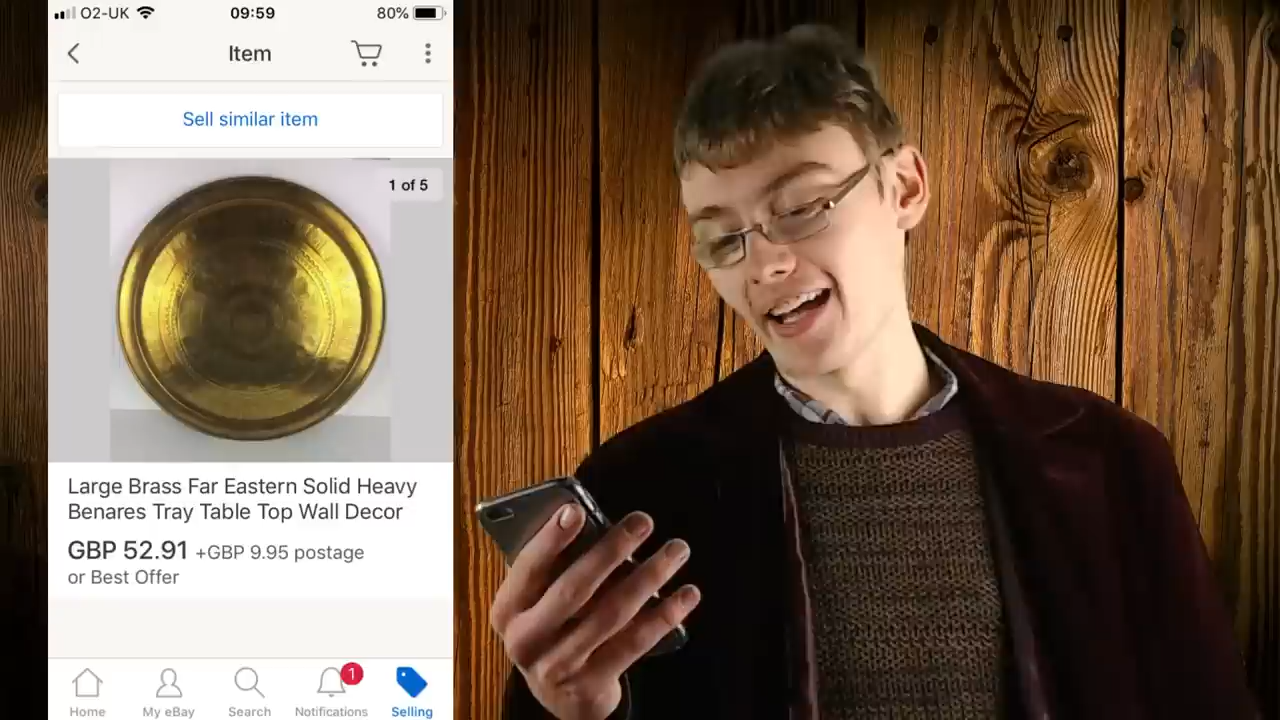 O2-UK 09:59 80%
Item
Sell similar item
1 of 5
Large Brass Far Eastern Solid Heavy
Benares Tray Table Top Wall Decor
GBP 52.91 +GBP 9.95 postage
or Best Offer
1
Home My eBay Search Notifications Selling